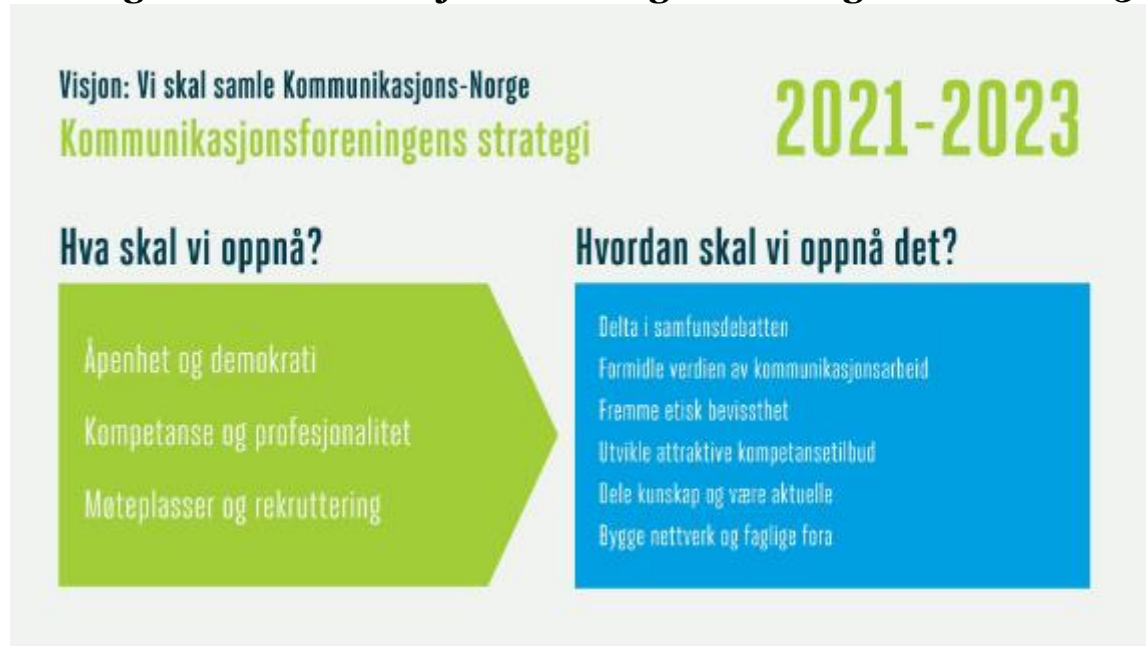 Visjon: Vi skal samle Kommunikasjons-Norge
Kommunikasjonsforeningens strategi
2021-2023
Hva skal vi oppnå?
Åpenhet og demokrati
Kompetanse og profesjonalitet
Møteplasser og rekruttering
Hvordan skal vi oppnå det?
Delta i samfunsdebatten
Formidle verdien av kommunikasjonsarbeid
Fremme etisk bevissthet
Utvikle attraktive kompetansetilbud
Dele kunskap og være aktuelle
Bygge nettverk og faglige fora